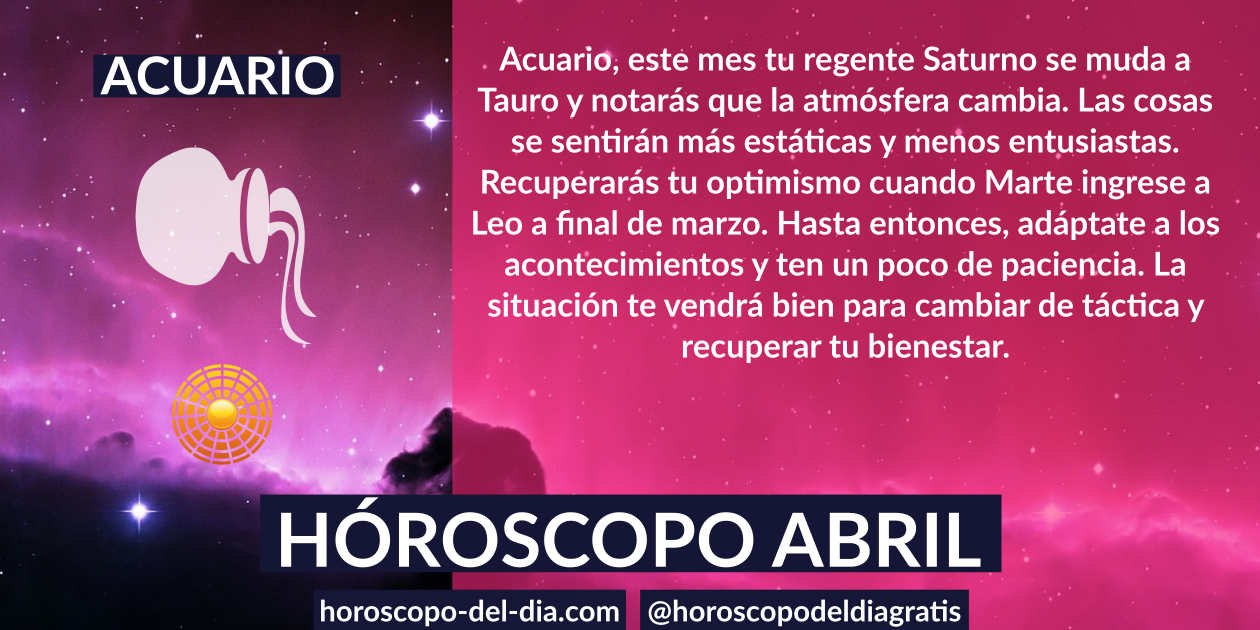 ACUARIO
Acuario, este mes tu regente Saturno se muda a
Tauro y notarás que la atmósfera cambia. Las cosas
se sentirán más estáticas y menos entusiastas.
Recuperarás tu optimismo cuando Marte ingrese a
Leo a final de marzo. Hasta entonces, adáptate a los
acontecimientos y ten un poco de paciencia. La
situación te vendrá bien para cambiar de táctica y
recuperar tu bienestar.
HÓROSCOPO ABRIL
horoscopo-del-dia.com
@horoscopodeldiagratis